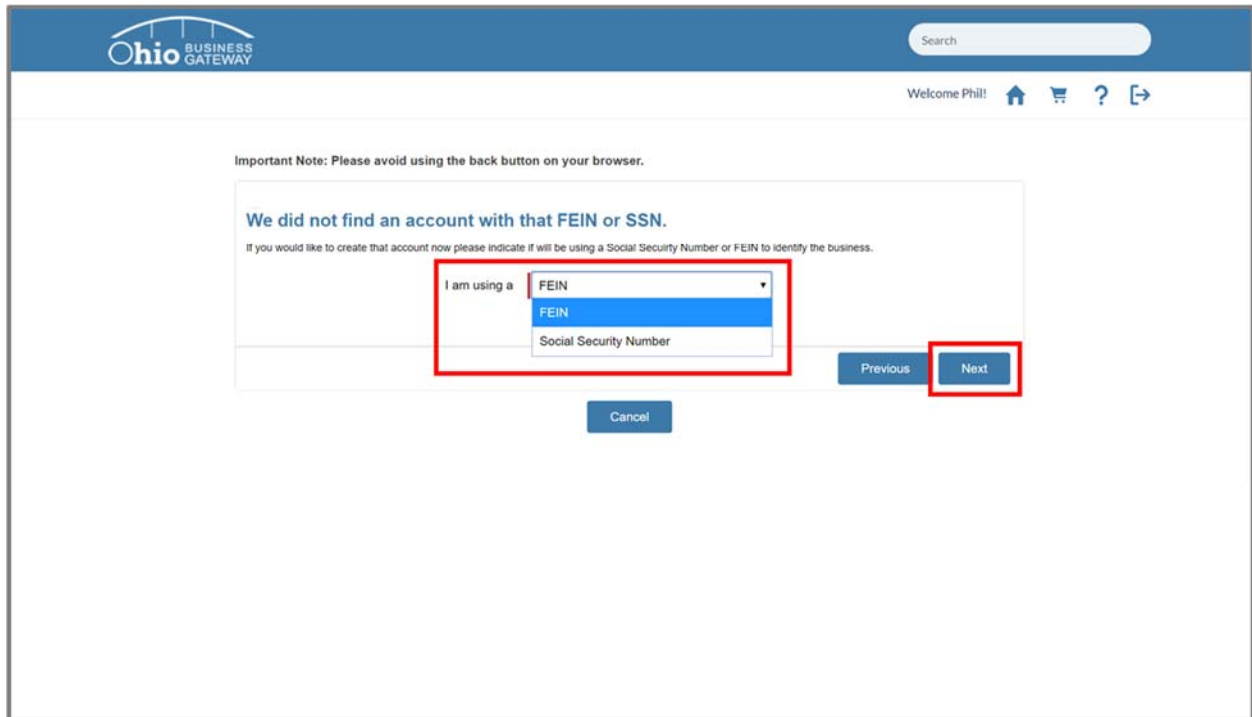 Ohio BUSINESS GATEWAY
Search
Welcome Phil!
Important Note: Please avoid using the back button on your browser.
We did not find an account with that FEIN or SSN.
If you would like to create that account now please indicate if will be using a Social Secuirty Number or FEIN to identify the business.
I am using a FEIN
FEIN
Social Security Number
Previous Next
Cancel